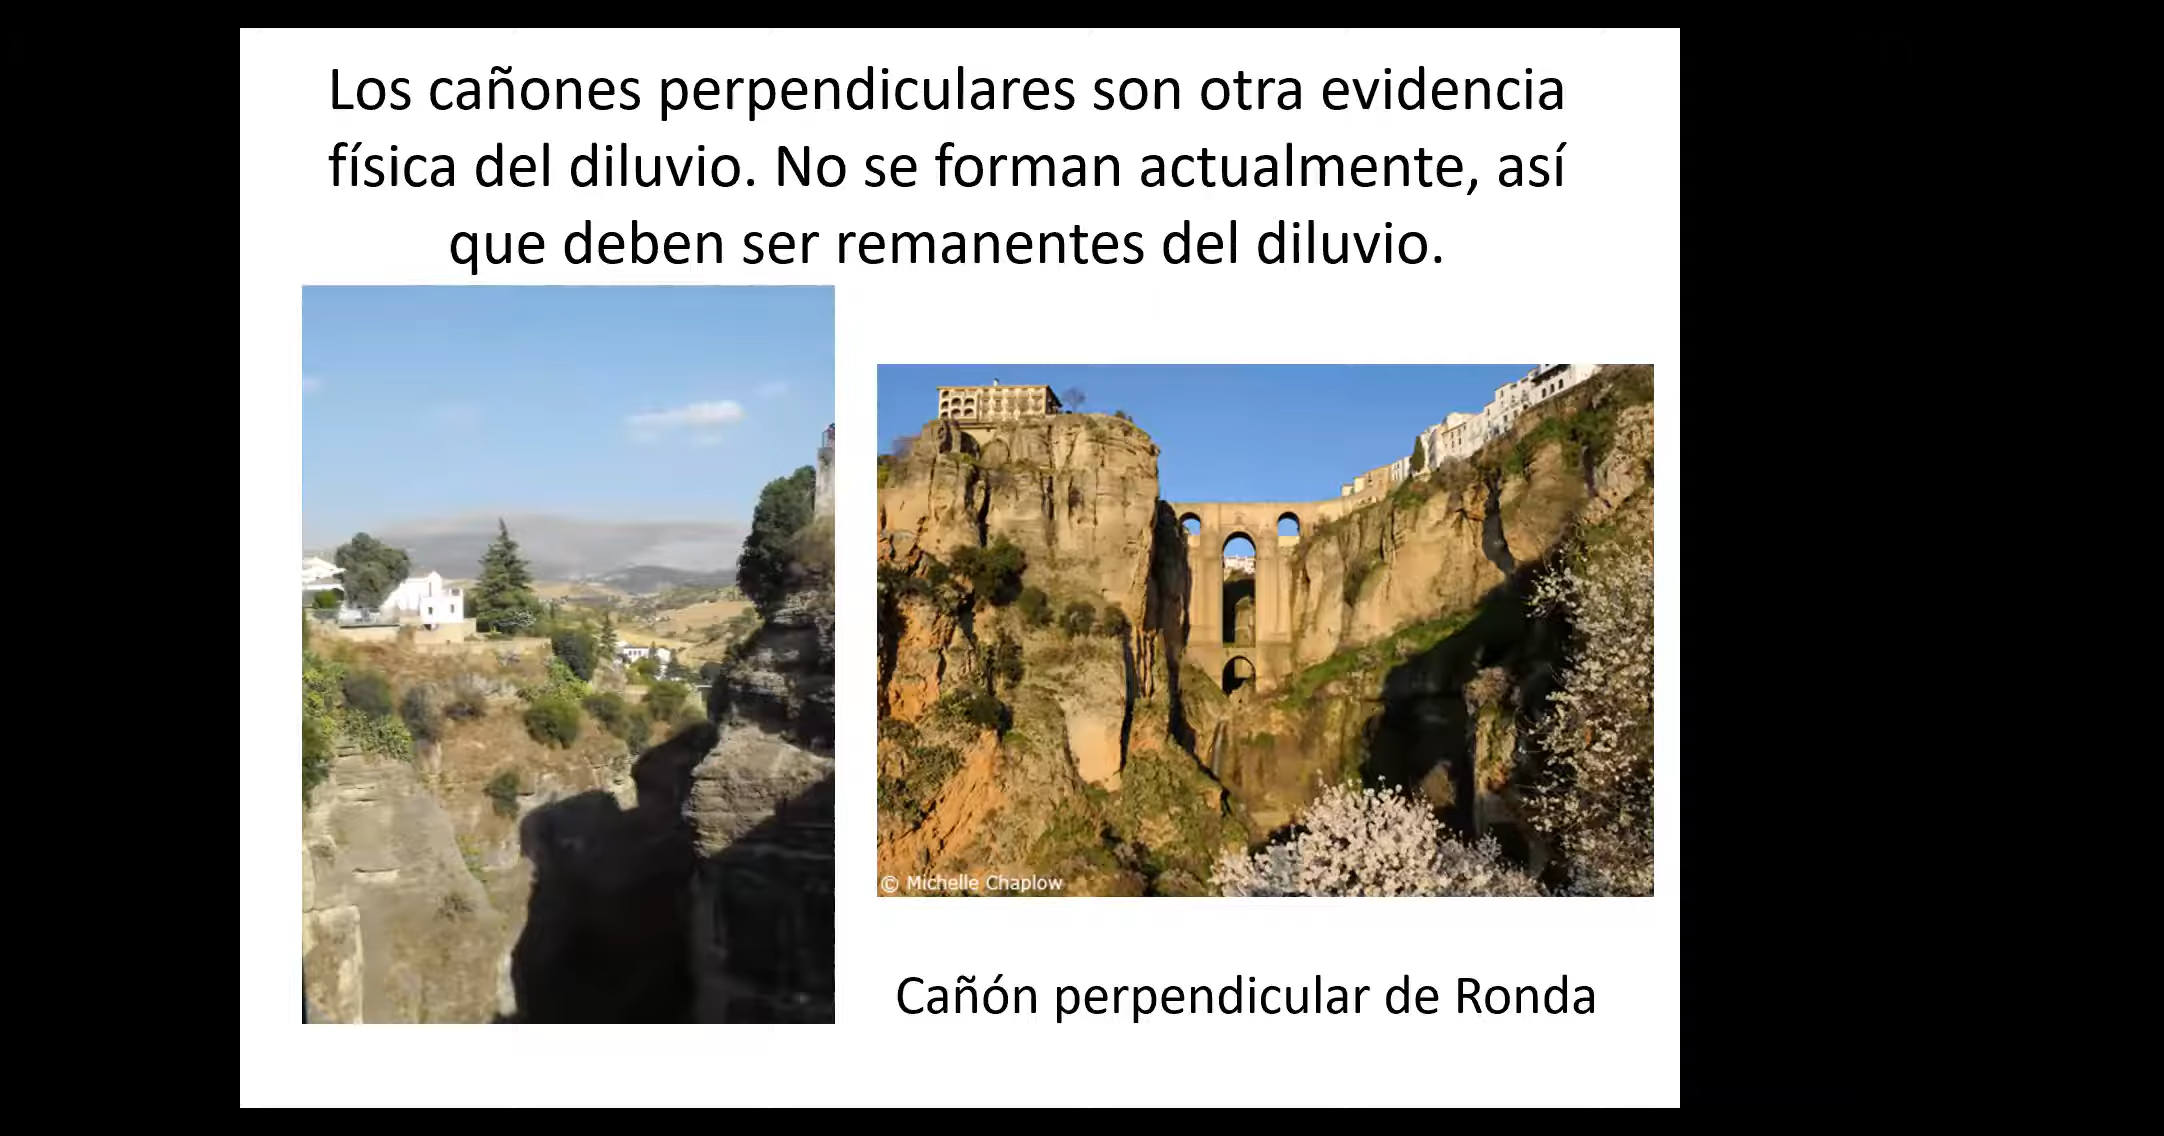 Los cañones perpendiculares son otra evidencia
física del diluvio. No se forman actualmente, así
que deben ser remanentes del diluvio.
© Michelle Chaplow
Cañón perpendicular de Ronda